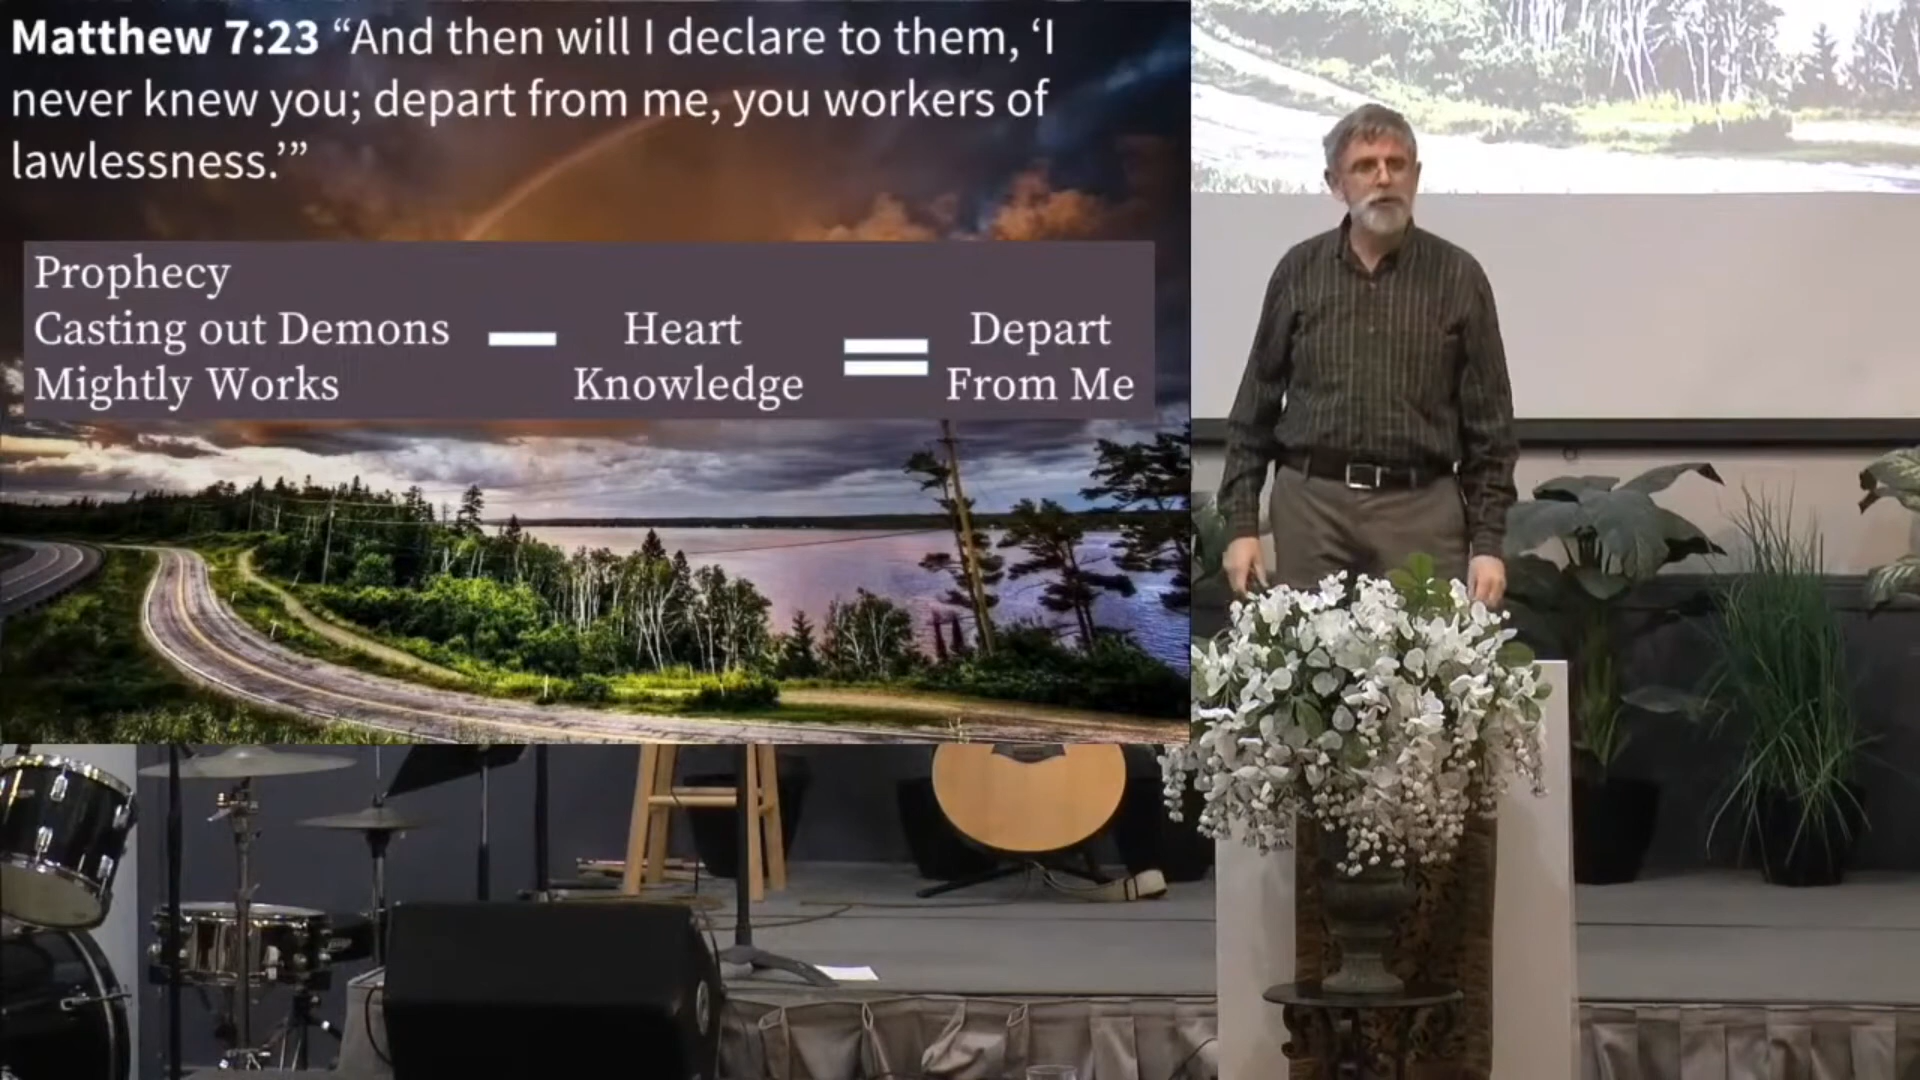 Matthew 7:23 “And then will I declare to them, ‘I
never knew you; depart from me, you workers of
lawlessness.’”
Prophecy
Casting out Demons
Mightly Works
Heart
Knowledge
Depart
From Me